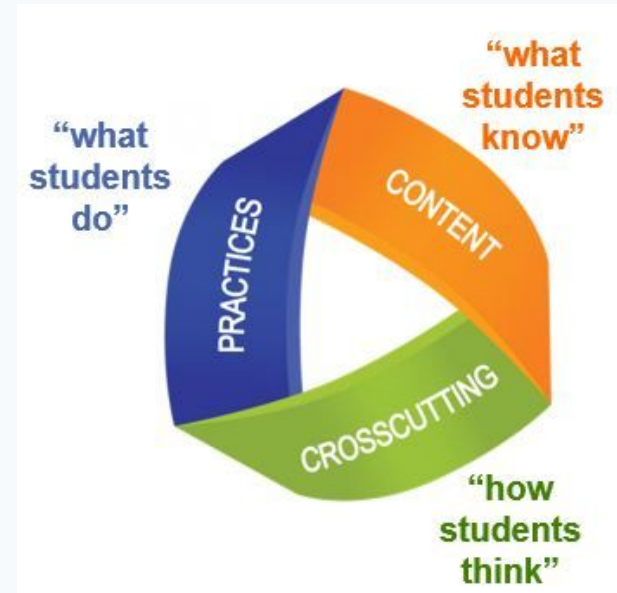 “what
students
do”
PRACTICES
“what
students
know”
CONTENT
CROSSCUTTING
“how
students
think”